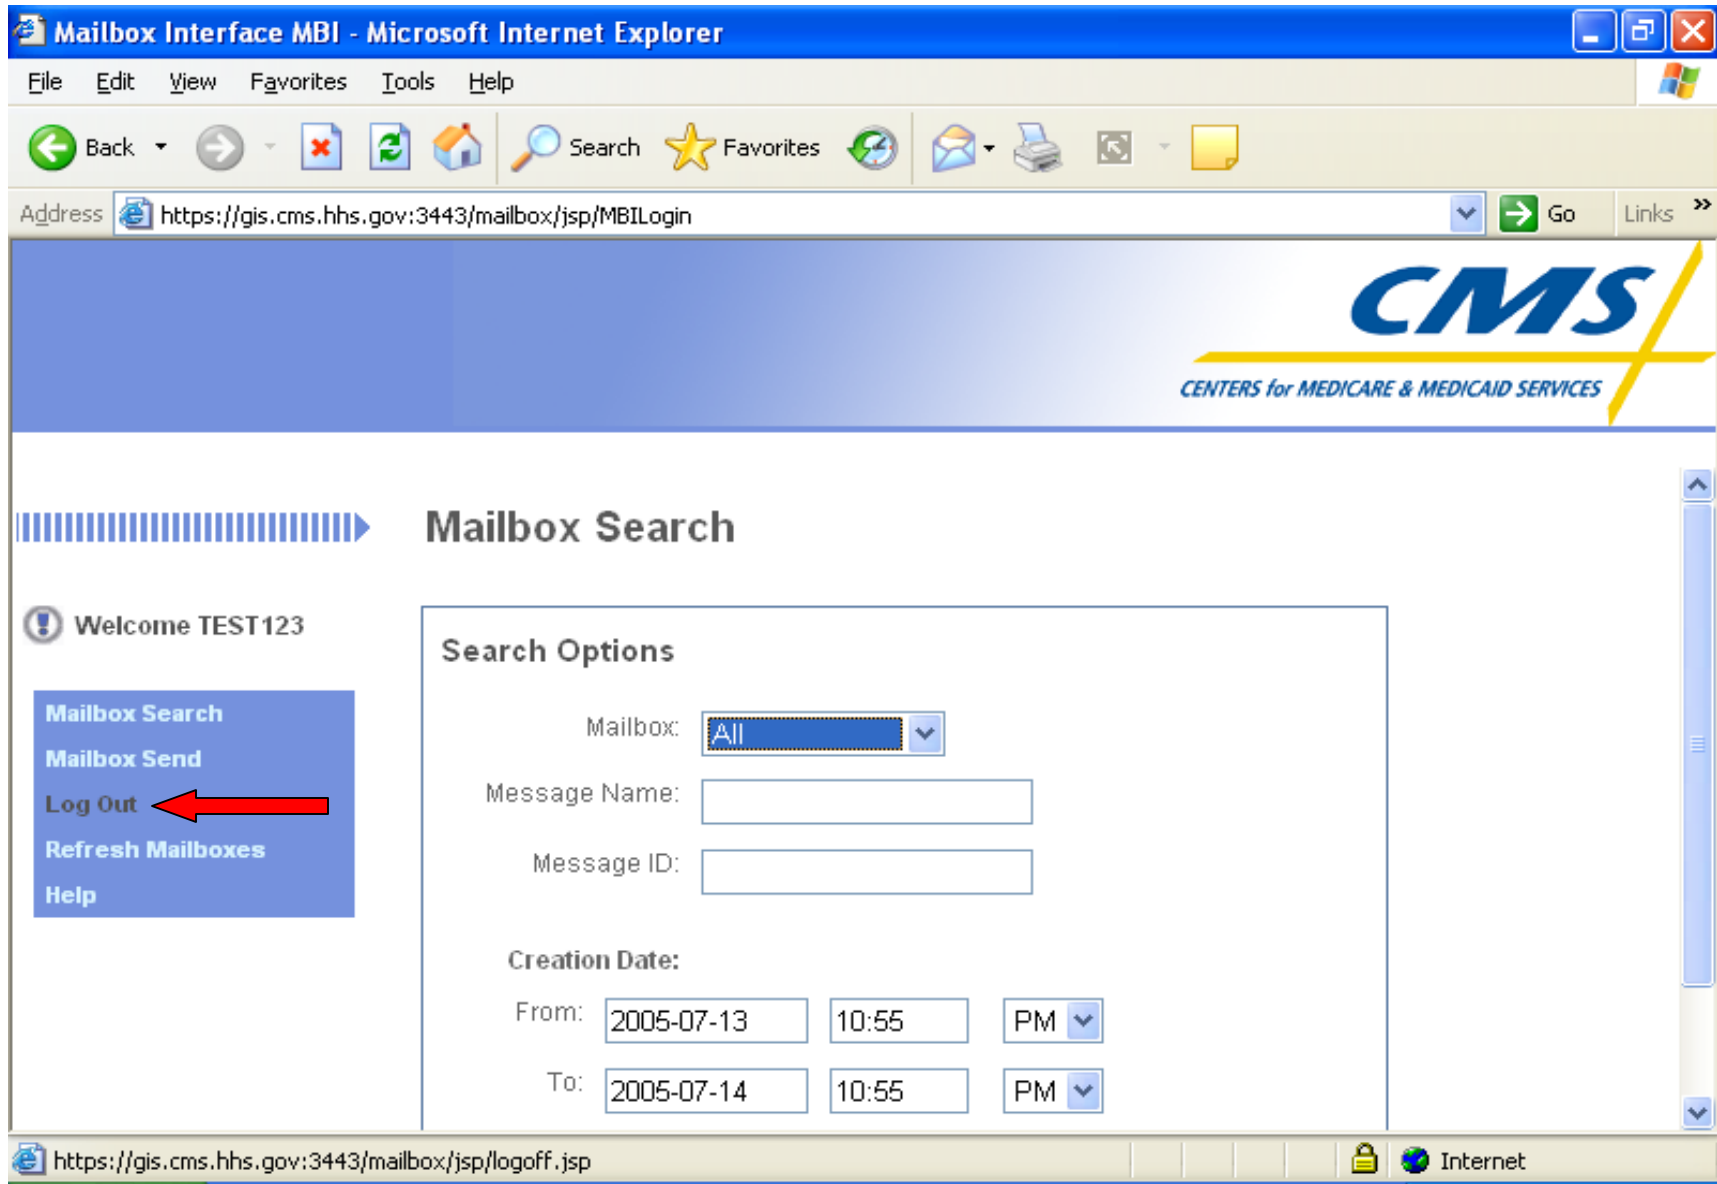 Mailbox Interface MBI - Microsoft Internet Explorer
File Edit View Favorites Tools Help
Back Search Favorites
Address https://gis.cms.hhs.gov:3443/mailbox/jsp/MBILogin Go Links »
CMS
CENTERS for MEDICARE & MEDICAID SERVICES
Mailbox Search
Welcome TEST123
Mailbox Search
Mailbox Send
Log Out
Refresh Mailboxes
Help
Search Options
Mailbox: All
Message Name:
Message ID:
Creation Date:
From: 2005-07-13 10:55 PM
To: 2005-07-14 10:55 PM
https://gis.cms.hhs.gov:3443/mailbox/jsp/logoff.jsp Internet